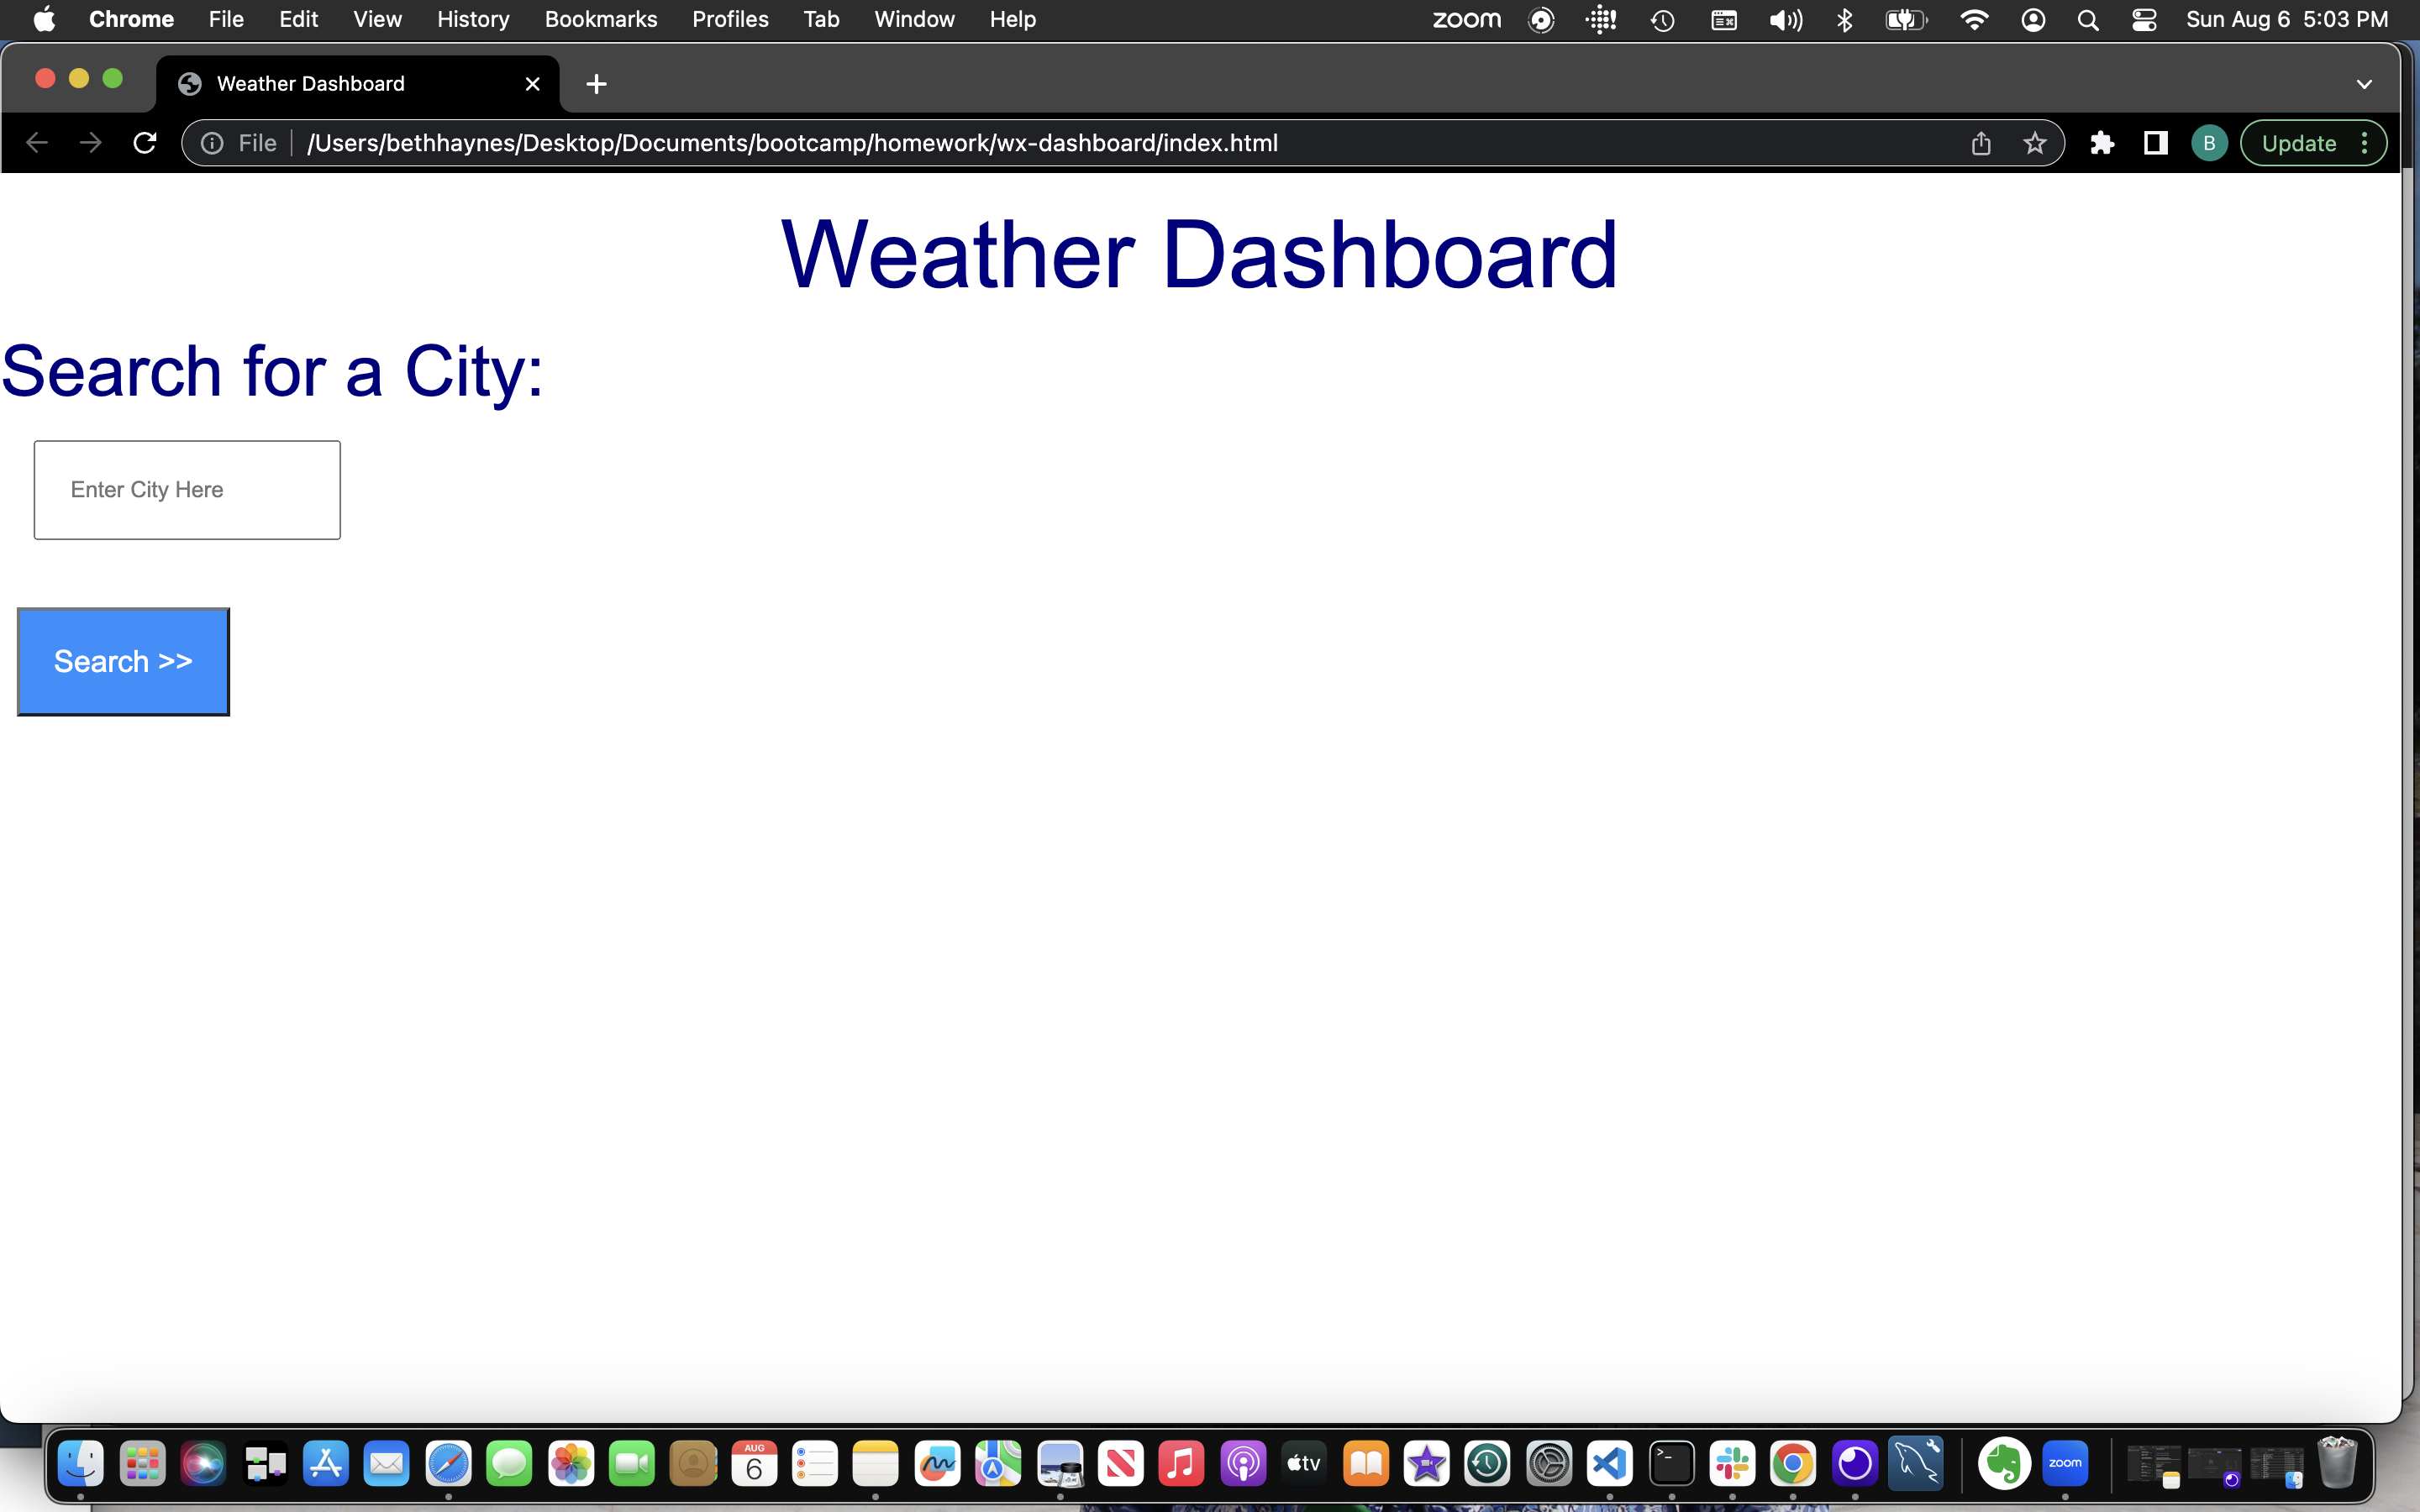 Chrome File Edit View History Bookmarks Profiles Tab Window Help zoom Sun Aug 6 5:03 PM
Weather Dashboard
File /Users/bethhaynes/Desktop/Documents/bootcamp/homework/wx-dashboard/index.html B Update
Weather Dashboard
Search for a City:
Enter City Here
Search >>
AUG
6
tv
zoom